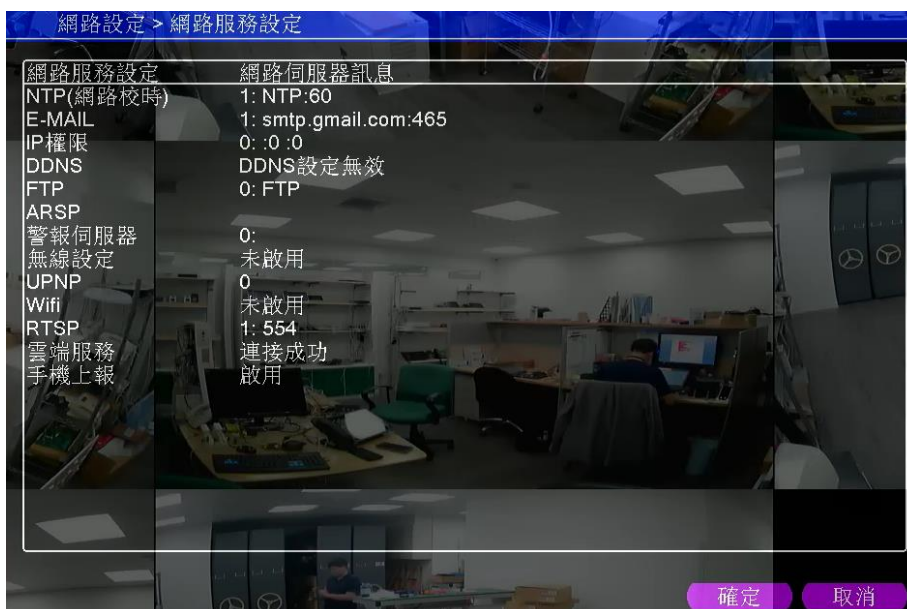 網路設定 > 網路服務設定
網路服務設定 網路伺服器訊息
NTP(網路校時) 1: NTP:60
E-MAIL 1: smtp.gmail.com:465
IP權限 0: :0 :0
DDNS DDNS設定無效
FTP 0: FTP
ARSP
警報伺服器 0:
無線設定 未啟用
UPNP 0
Wifi 未啟用
RTSP 1: 554
雲端服務 連接成功
手機上報 啟用
確定 取消